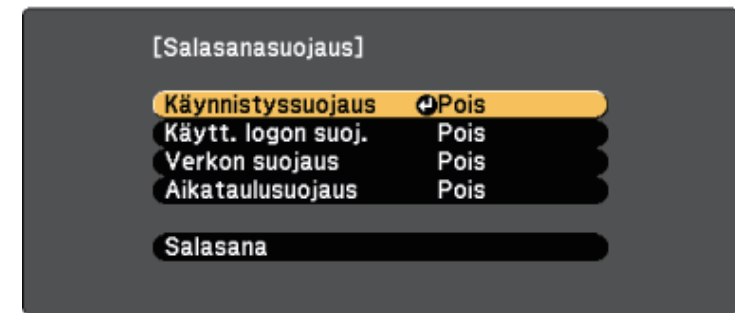 [Salasanasuojaus]
Käynnistyssuojaus Pois
Käytt. logon suoj. Pois
Verkon suojaus Pois
Aikataulusuojaus Pois
Salasana